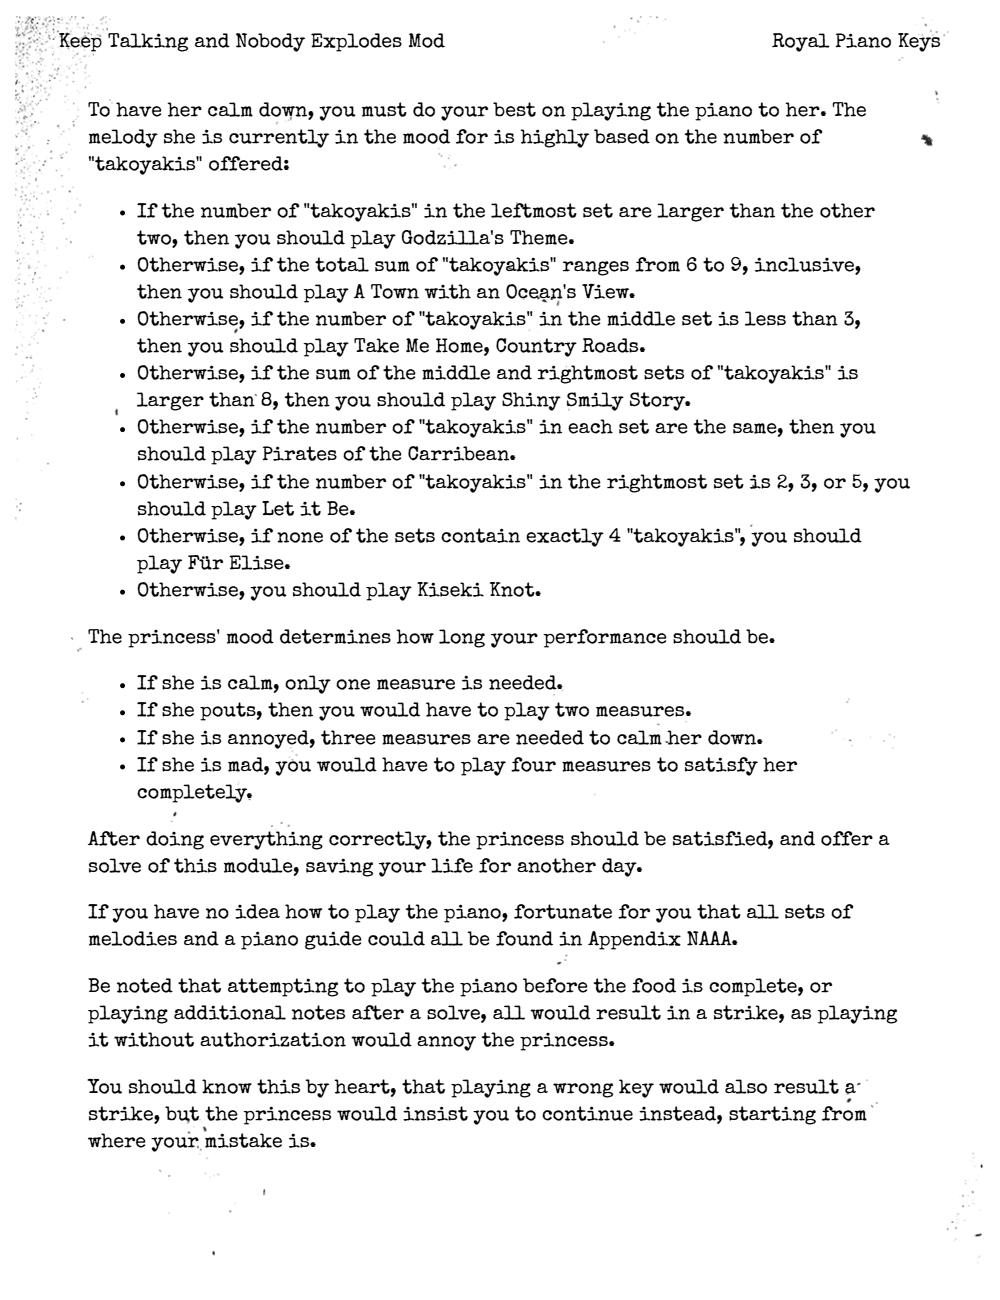 Keep Talking and Nobody Explodes Mod
Royal Piano Keys
To have her calm down, you must do your best on playing the piano to her. The
melody she is currently in the mood for is highly based on the number of
"takoyakis" offered:
• If the number of "takoyakis" in the leftmost set are larger than the other
two, then you should play Godzilla's Theme.
• Otherwise, if the total sum of "takoyakis" ranges from 6 to 9, inclusive,
then you should play A Town with an Ocean's View.
• Otherwise, if the number of "takoyakis" in the middle set is less than 3,
then you should play Take Me Home, Country Roads.
• Otherwise, if the sum of the middle and rightmost sets of "takoyakis" is
larger than 8, then you should play Shiny Smily Story.
• Otherwise, if the number of "takoyakis" in each set are the same, then you
should play Pirates of the Carribean.
• Otherwise, if the number of "takoyakis" in the rightmost set is 2, 3, or 5, you
should play Let it Be.
• Otherwise, if none of the sets contain exactly 4 "takoyakis", you should
play Für Elise.
• Otherwise, you should play Kiseki Knot.
The princess' mood determines how long your performance should be.
• If she is calm, only one measure is needed.
• If she pouts, then you would have to play two measures.
• If she is annoyed, three measures are needed to calm her down.
• If she is mad, you would have to play four measures to satisfy her
completely.
After doing everything correctly, the princess should be satisfied, and offer a
solve of this module, saving your life for another day.
If you have no idea how to play the piano, fortunate for you that all sets of
melodies and a piano guide could all be found in Appendix NAAA.
Be noted that attempting to play the piano before the food is complete, or
playing additional notes after a solve, all would result in a strike, as playing
it without authorization would annoy the princess.
You should know this by heart, that playing a wrong key would also result a
strike, but the princess would insist you to continue instead, starting from
where your mistake is.